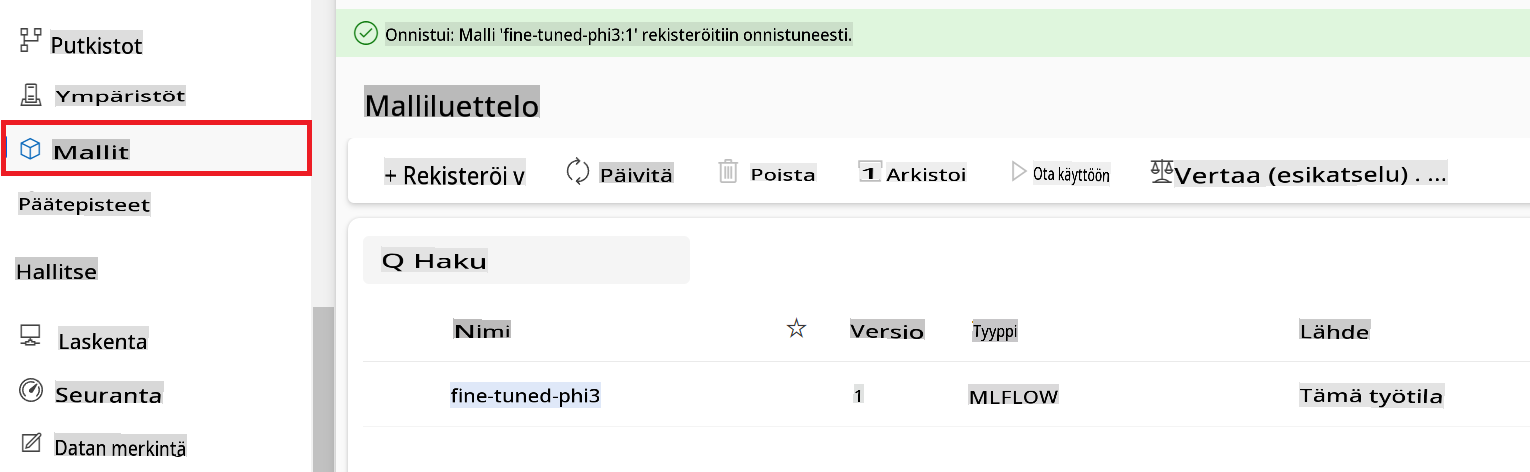 Putkistot
Ympäristöt
Mallit
Päätepisteet
Hallitse
Laskenta
Seuranta
Datan merkintä
Onnistui: Malli 'fine-tuned-phi3:1' rekisteröitiin onnistuneesti.
Malliluettelo
+ Rekisteröi v
Päivitä
Poista
1 Arkistoi
Ota käyttöön
Vertaa (esikatselu) . ...
Q Haku
Nimi
Versio
Tyyppi
Lähde
fine-tuned-phi3
1
MLFLOW
Tämä työtila